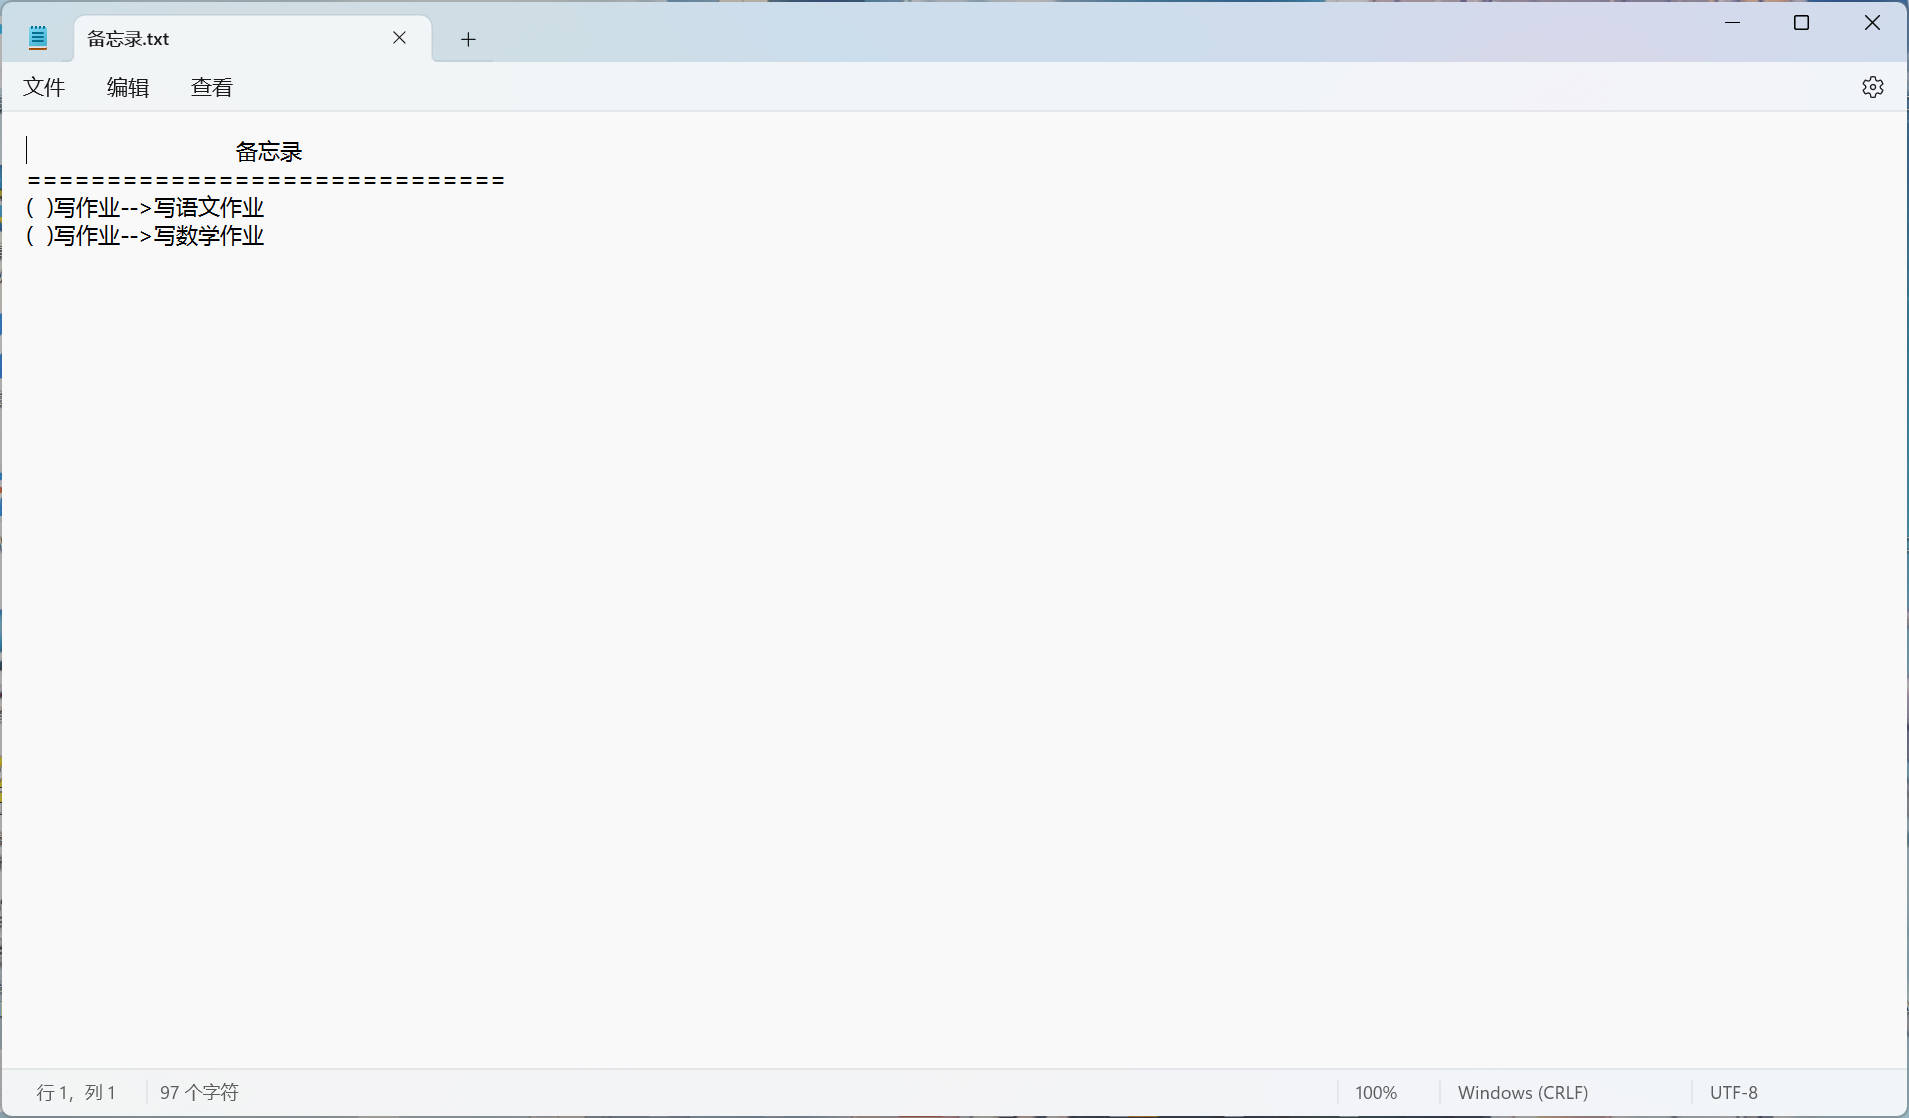 备忘录.txt
文件 编辑 查看
备忘录
==============================
(  )写作业-->写语文作业
(  )写作业-->写数学作业
行 1，列 1 97 个字符 100% Windows (CRLF) UTF-8